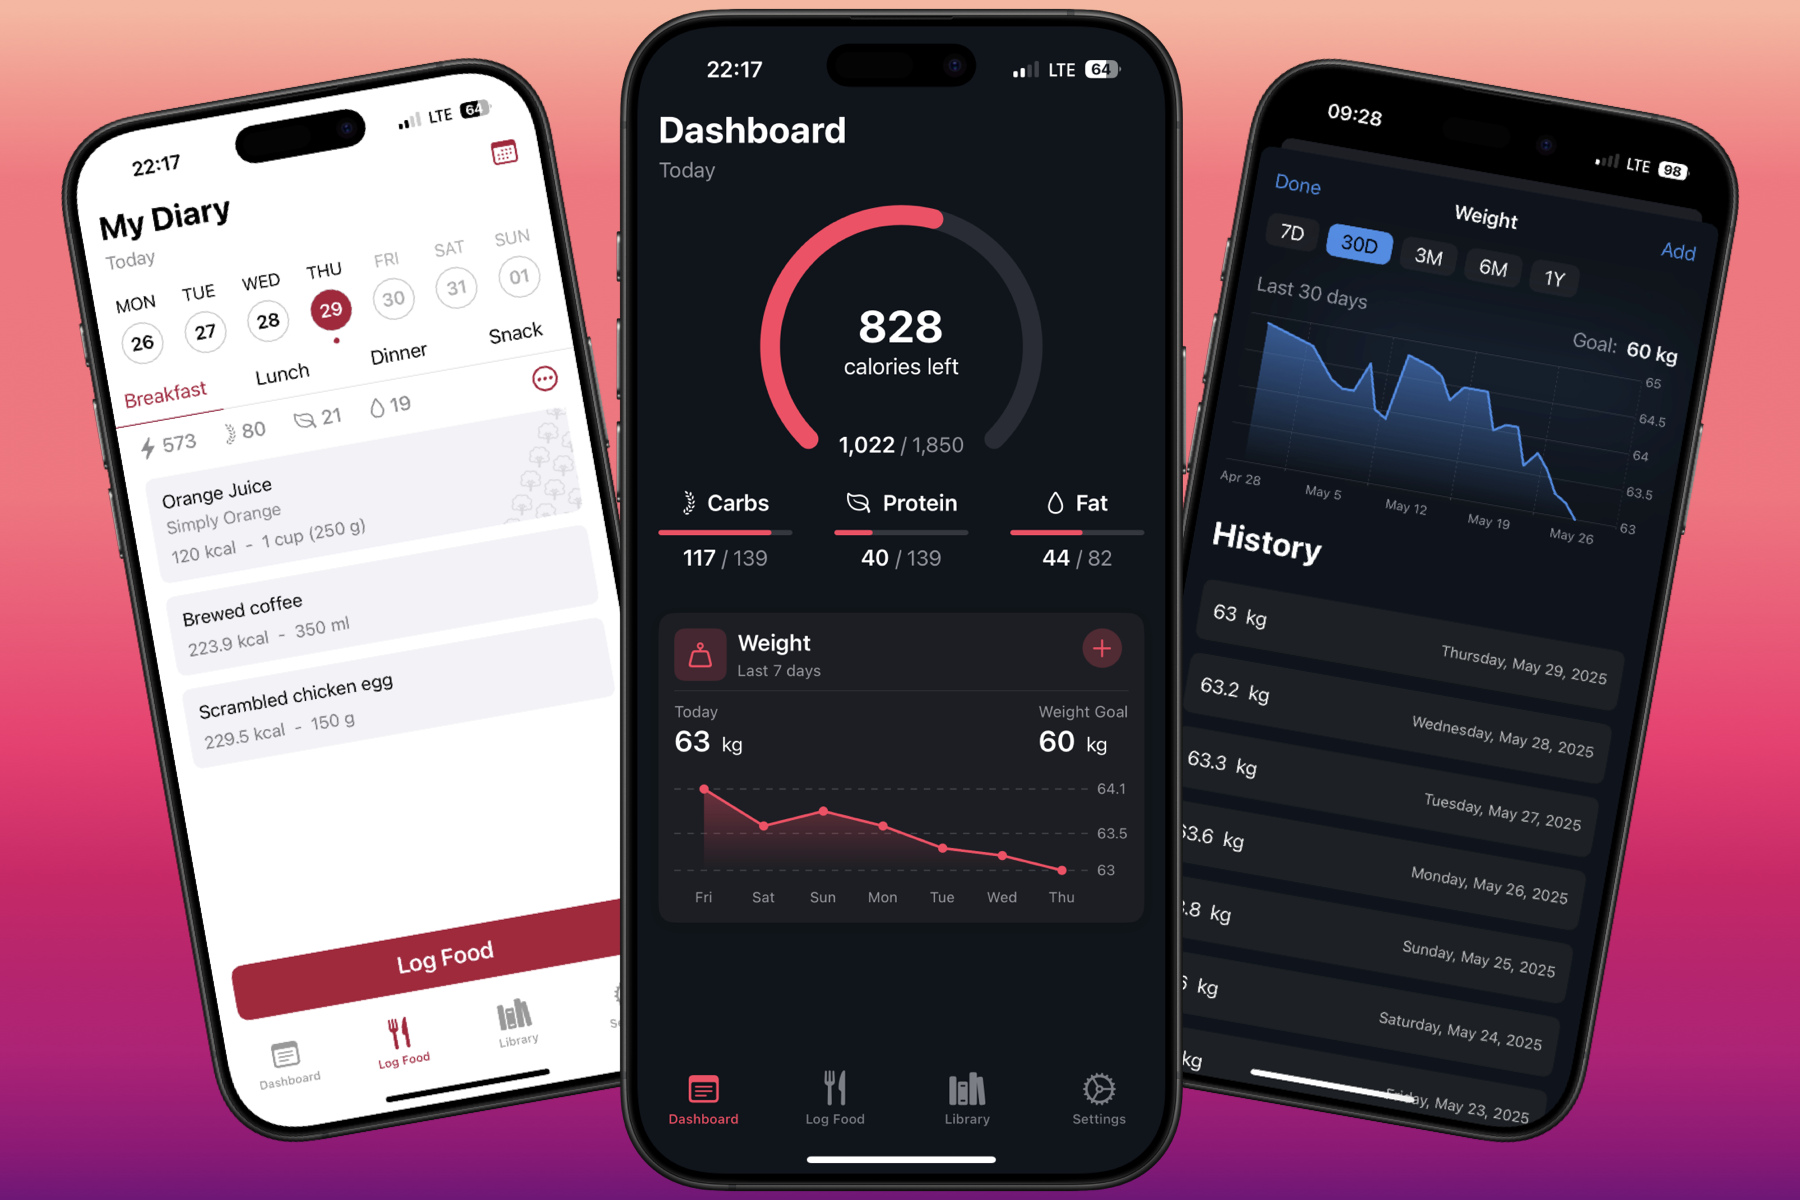 22:17
LTE 64
My Diary
Today
MON TUE WED THU FRI SAT SUN
26 27 28 29 30 31 01
Breakfast Lunch Dinner Snack
573 80 21 19
Orange Juice
Simply Orange
120 kcal - 1 cup (250 g)
Brewed coffee
223.9 kcal - 350 ml
Scrambled chicken egg
229.5 kcal - 150 g
Log Food
Dashboard Log Food Library
22:17
LTE 64
Dashboard
Today
828
calories left
1,022 / 1,850
Carbs Protein Fat
117 / 139 40 / 139 44 / 82
Weight
Last 7 days
Today Weight Goal
63 kg 60 kg
64.1
63.5
63
Fri Sat Sun Mon Tue Wed Thu
Dashboard Log Food Library Settings
09:28
LTE 98
Done Weight Add
7D 30D 3M 6M 1Y
Last 30 days
Goal: 60 kg
65
64.5
64
63.5
63
Apr 28 May 5 May 12 May 19 May 26
History
63 kg
Thursday, May 29, 2025
63.2 kg
Wednesday, May 28, 2025
63.3 kg
Tuesday, May 27, 2025
63.6 kg
Monday, May 26, 2025
.8 kg
Sunday, May 25, 2025
kg
Saturday, May 24, 2025
kg
May 23, 2025